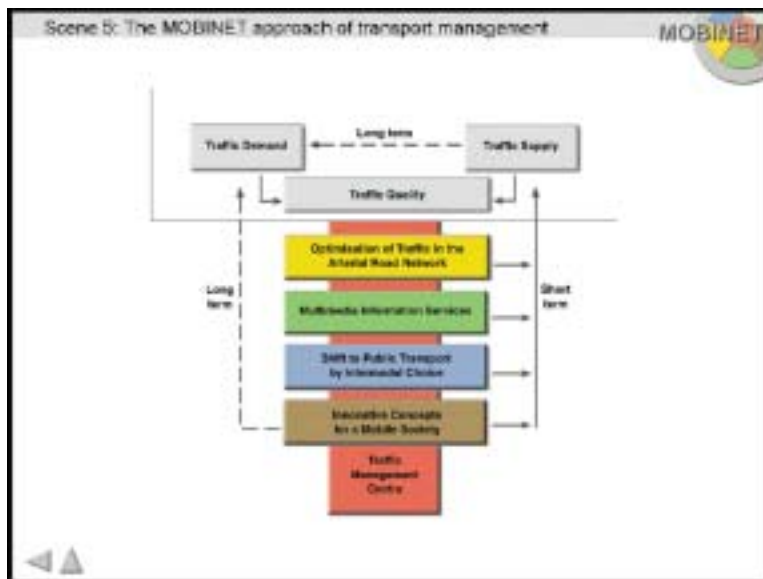 Scene 5: The MOBINET approach of transport management
MOBINET
Traffic Demand
Long term
Traffic Supply
Traffic Quality
Optimisation of Traffic in the
Arterial Road Network
Long
term
Short
term
Multimedia Information Services
Shift to Public Transport
by Intermodal Choice
Innovative Concepts
for a Mobile Society
Traffic
Management
Centre